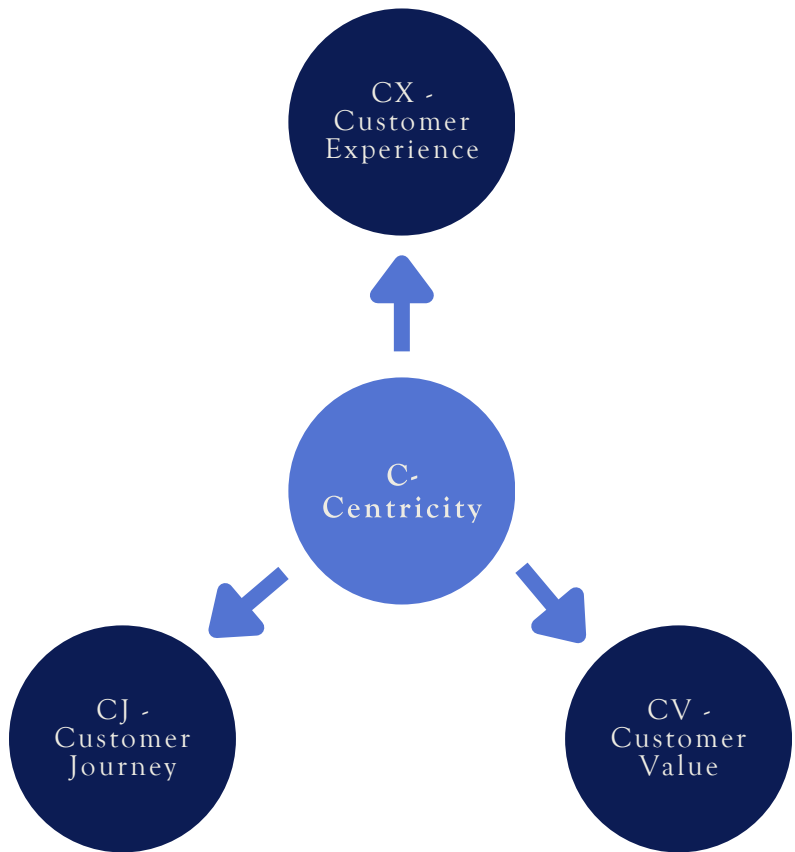 CX -
Customer
Experience
C-
Centricity
CJ -
Customer
Journey
CV -
Customer
Value